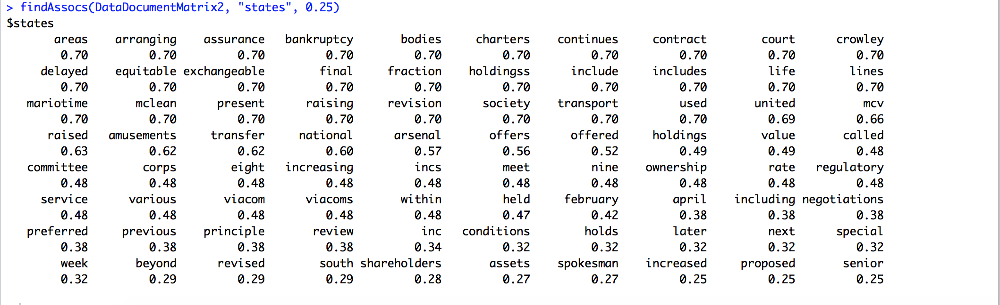 > findAssocs(DataDocumentMatrix2, "states", 0.25)
$states
areas arranging assurance bankruptcy bodies charters continues contract court crowley
0.70 0.70 0.70 0.70 0.70 0.70 0.70 0.70 0.70 0.70
delayed equitable exchangeable final fraction holdingss include includes life lines
0.70 0.70 0.70 0.70 0.70 0.70 0.70 0.70 0.70 0.70
mariotime mclean present raising revision society transport used united mcv
0.70 0.70 0.70 0.70 0.70 0.70 0.70 0.70 0.69 0.66
raised amusements transfer national arsenal offers offered holdings value called
0.63 0.62 0.62 0.60 0.57 0.56 0.52 0.49 0.49 0.48
committee corps eight increasing incs meet nine ownership rate regulatory
0.48 0.48 0.48 0.48 0.48 0.48 0.48 0.48 0.48 0.48
service various viacom viacoms within held february april including negotiations
0.48 0.48 0.48 0.48 0.48 0.47 0.42 0.38 0.38 0.38
preferred previous principle review inc conditions holds later next special
0.38 0.38 0.38 0.38 0.34 0.32 0.32 0.32 0.32 0.32
week beyond revised south shareholders assets spokesman increased proposed senior
0.32 0.29 0.29 0.29 0.28 0.27 0.27 0.25 0.25 0.25